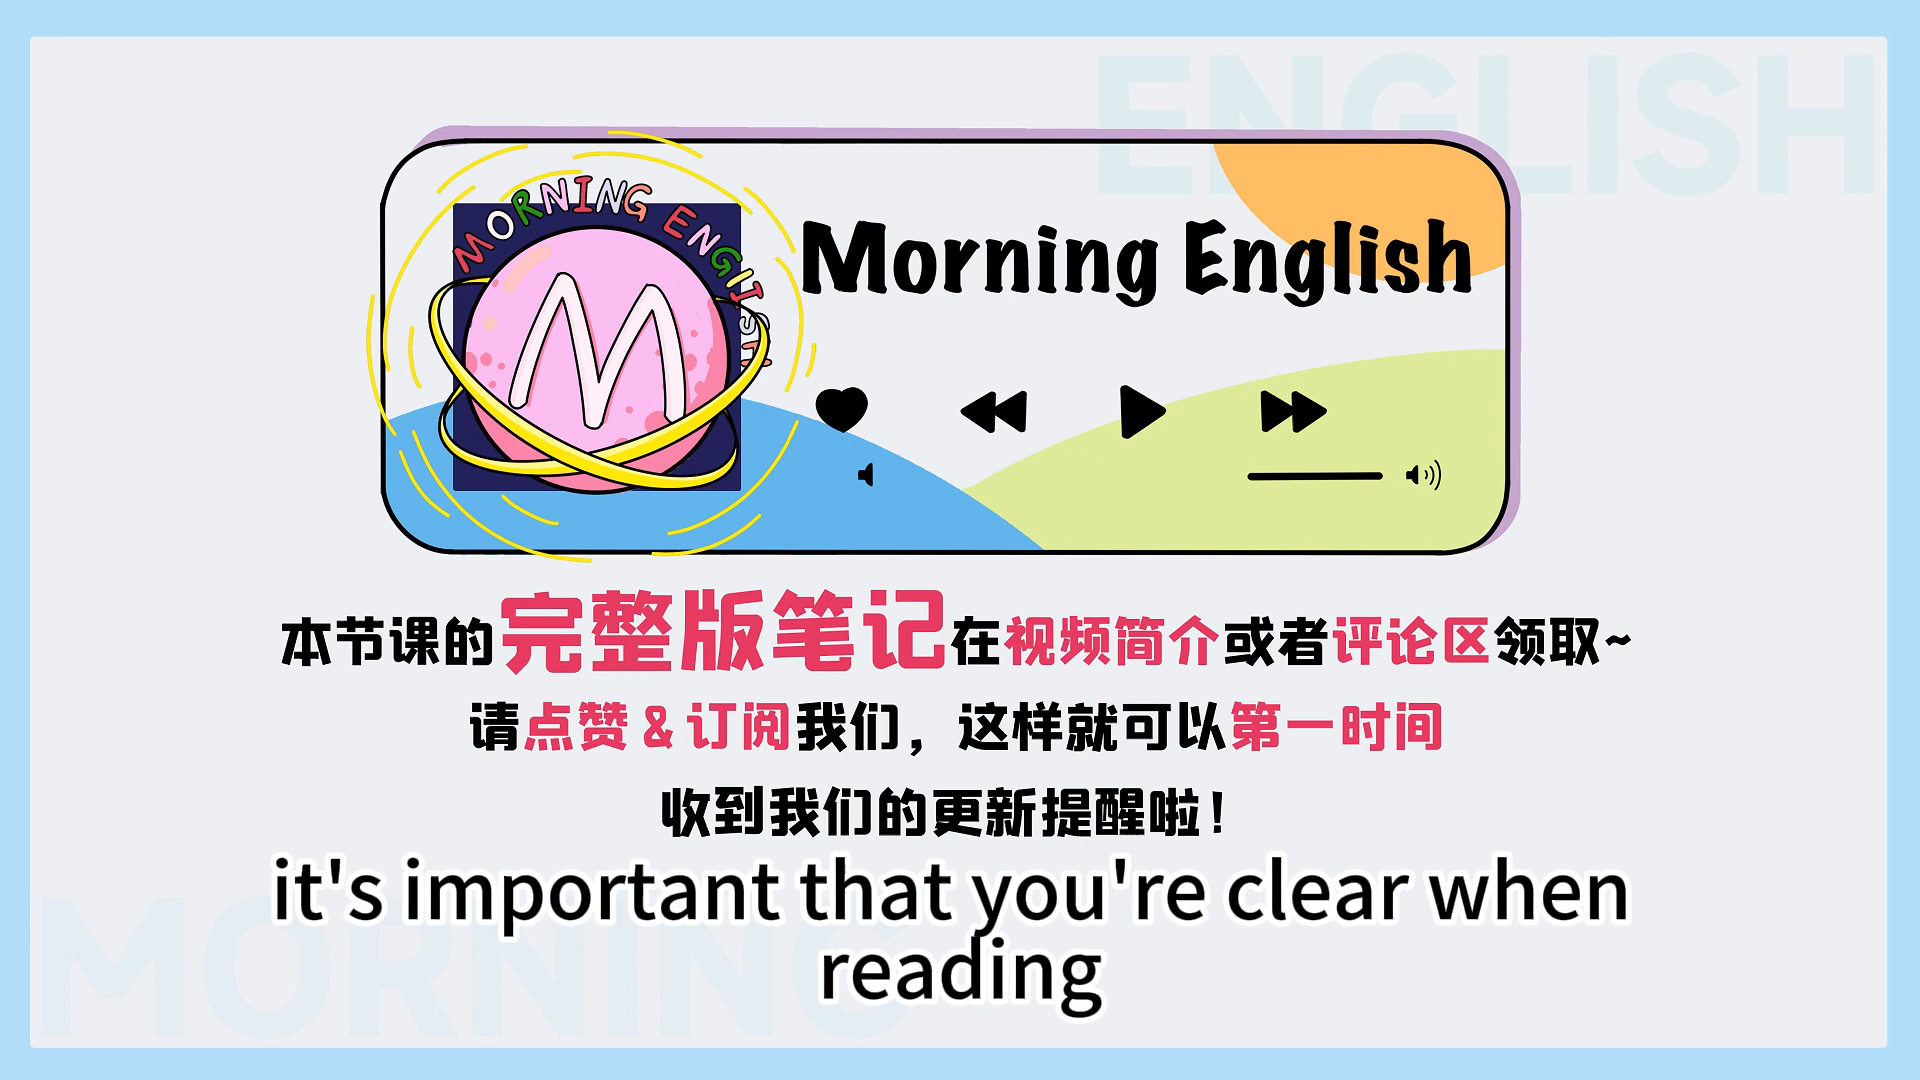 ENGLISH
MORNING ENGLISH
M
Morning English
本节课的完整版笔记在视频简介或者评论区领取~
请点赞&订阅我们，这样就可以第一时间
收到我们的更新提醒啦！
it's important that you're clear when
reading
MORNING